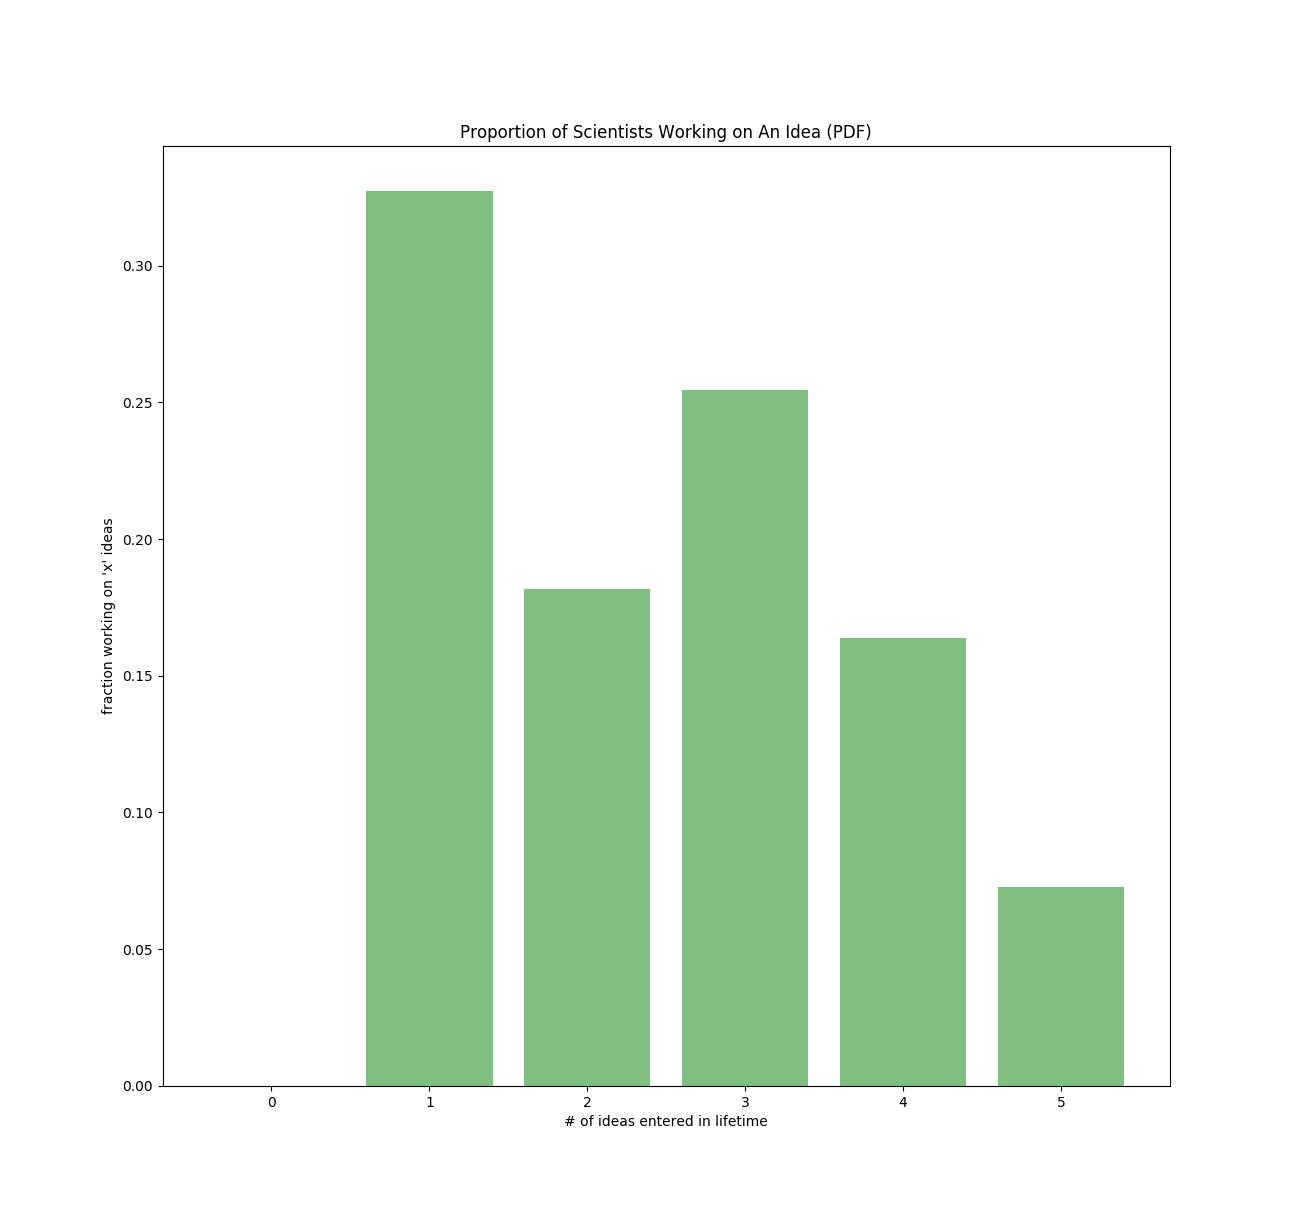 Proportion of Scientists Working on An Idea (PDF)
0.30
0.25
0.20
0.15
0.10
0.05
0.00
fraction working on 'x' ideas
0 1 2 3 4 5
# of ideas entered in lifetime